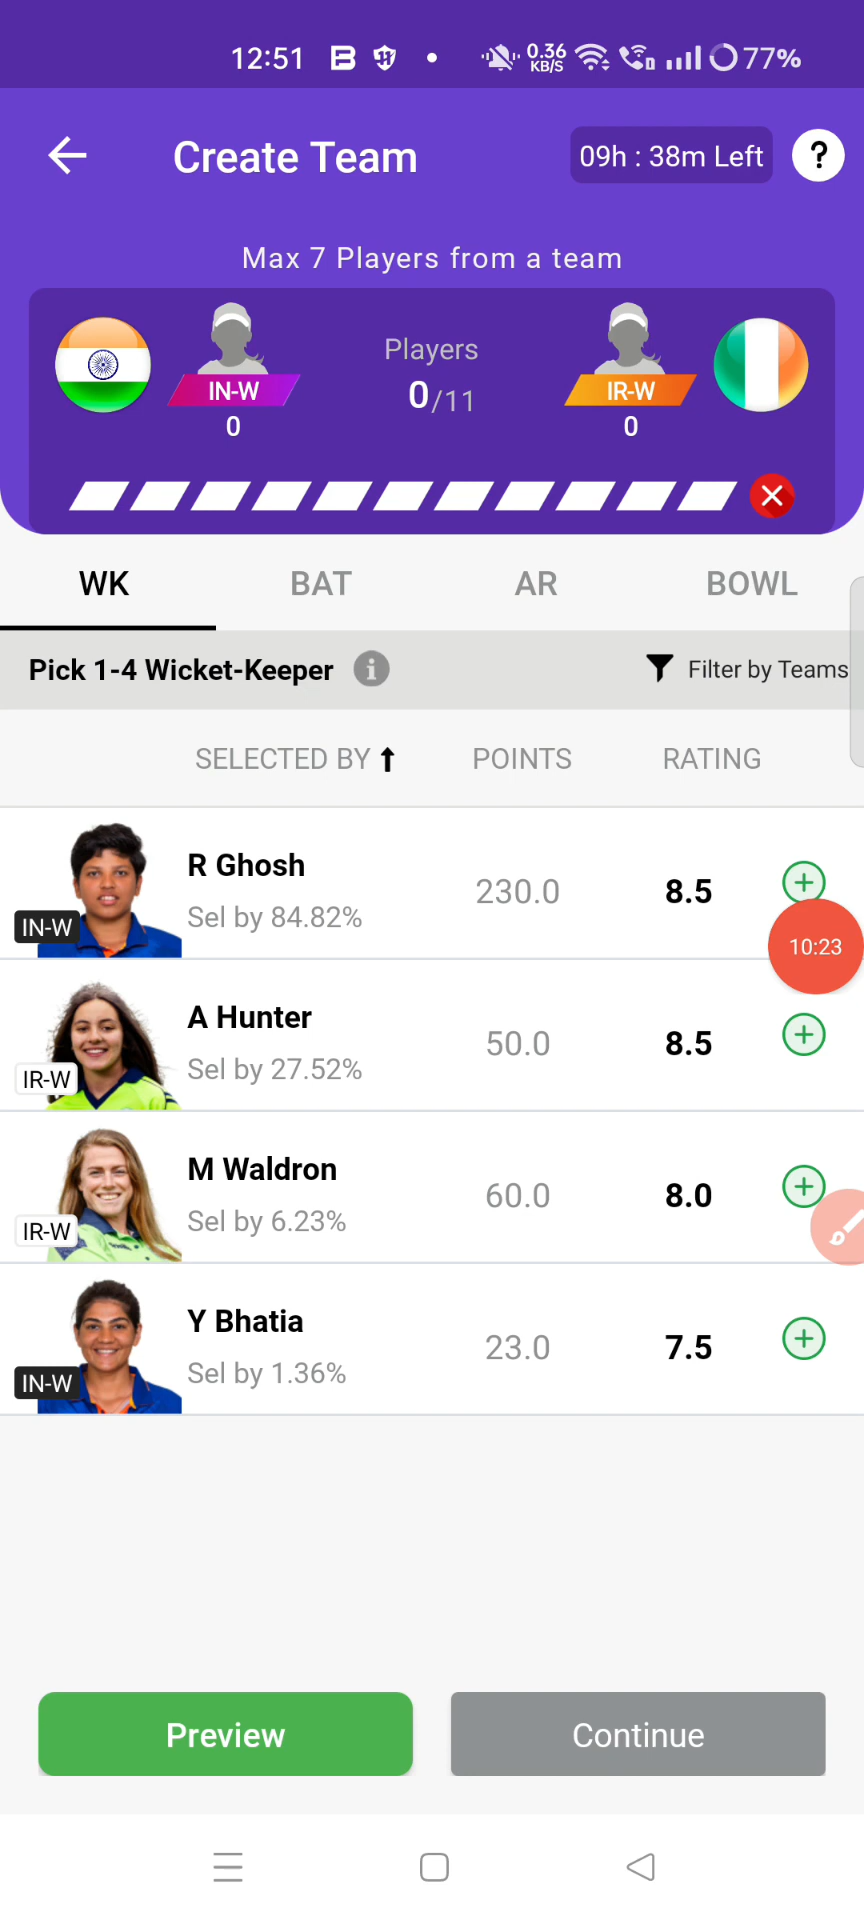 12:51 0.36 KB/S 77%
Create Team 09h : 38m Left ?
Max 7 Players from a team
IN-W
0
Players
0/11
IR-W
0
WK BAT AR BOWL
Pick 1-4 Wicket-Keeper i Filter by Teams
SELECTED BY POINTS RATING
R Ghosh
Sel by 84.82%
IN-W
230.0 8.5
10:23
A Hunter
Sel by 27.52%
IR-W
50.0 8.5
M Waldron
Sel by 6.23%
IR-W
60.0 8.0
Y Bhatia
Sel by 1.36%
IN-W
23.0 7.5
Preview Continue